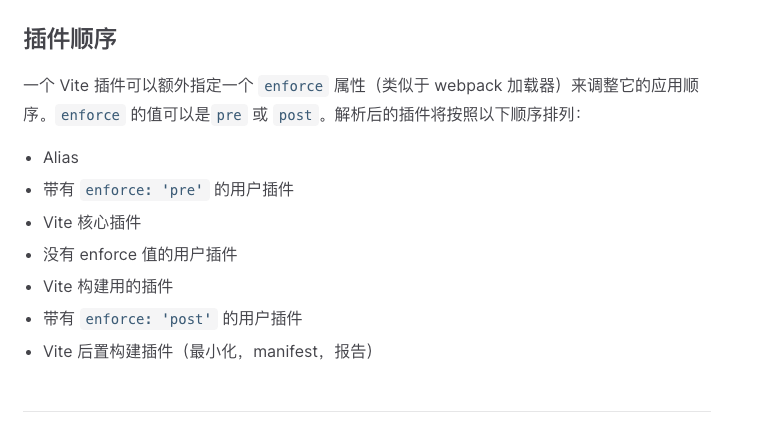 插件顺序
一个 Vite 插件可以额外指定一个 enforce 属性（类似于 webpack 加载器）来调整它的应用顺
序。enforce 的值可以是 pre 或 post。解析后的插件将按照以下顺序排列：
• Alias
• 带有 enforce: 'pre' 的用户插件
• Vite 核心插件
• 没有 enforce 值的用户插件
• Vite 构建用的插件
• 带有 enforce: 'post' 的用户插件
• Vite 后置构建插件（最小化，manifest，报告）